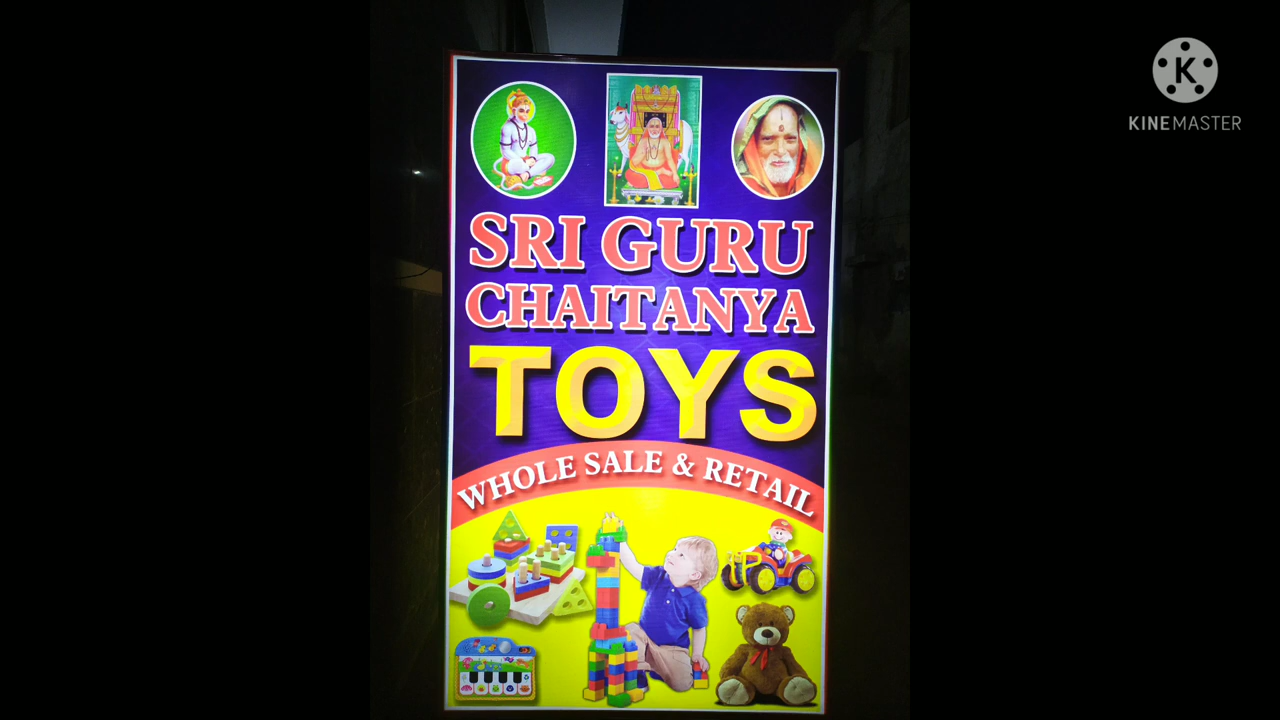 SRI GURU
CHAITANYA
TOYS
WHOLE SALE & RETAIL
K
KINEMASTER